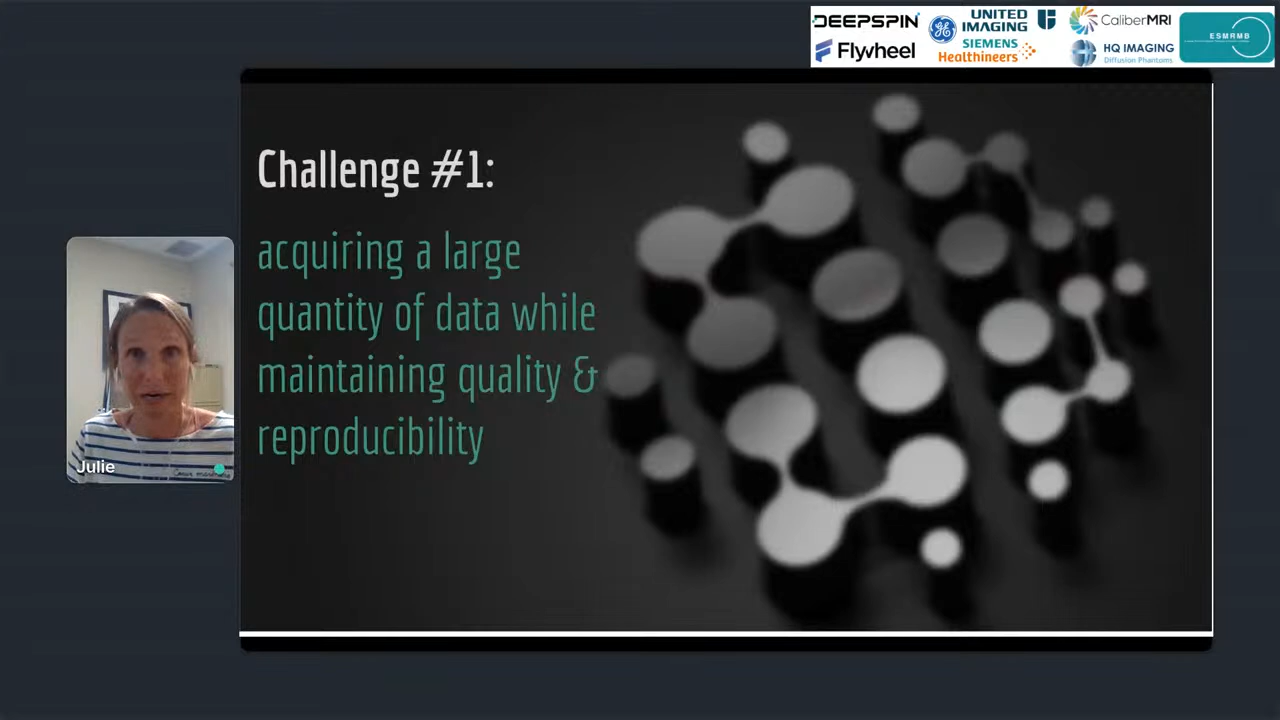 DEEPSPIN
UNITED
IMAGING
CaliberMRI
ESMRMB
Flywheel
SIEMENS
Healthineers
HQ IMAGING
Diffusion Phantoms
Challenge #1:
acquiring a large
quantity of data while
maintaining quality &
reproducibility
Julie